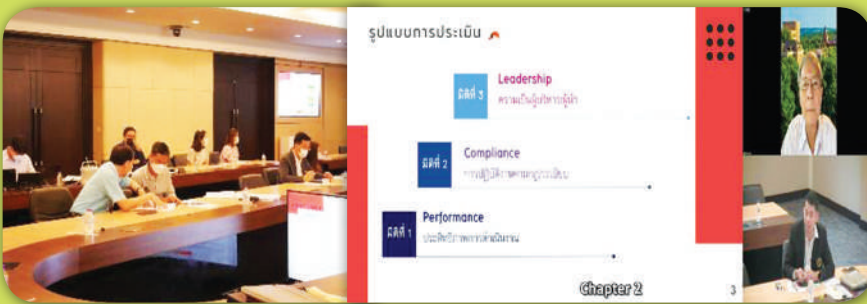 รูปแบบการประเมิน
มิติที่ 3
Leadership
ความเป็นผู้บริหาร/ผู้นำ
มิติที่ 2
Compliance
การปฏิบัติงานตามกฎระเบียบ
มิติที่ 1
Performance
ประสิทธิภาพการดำเนินงาน
Chapter 2
3